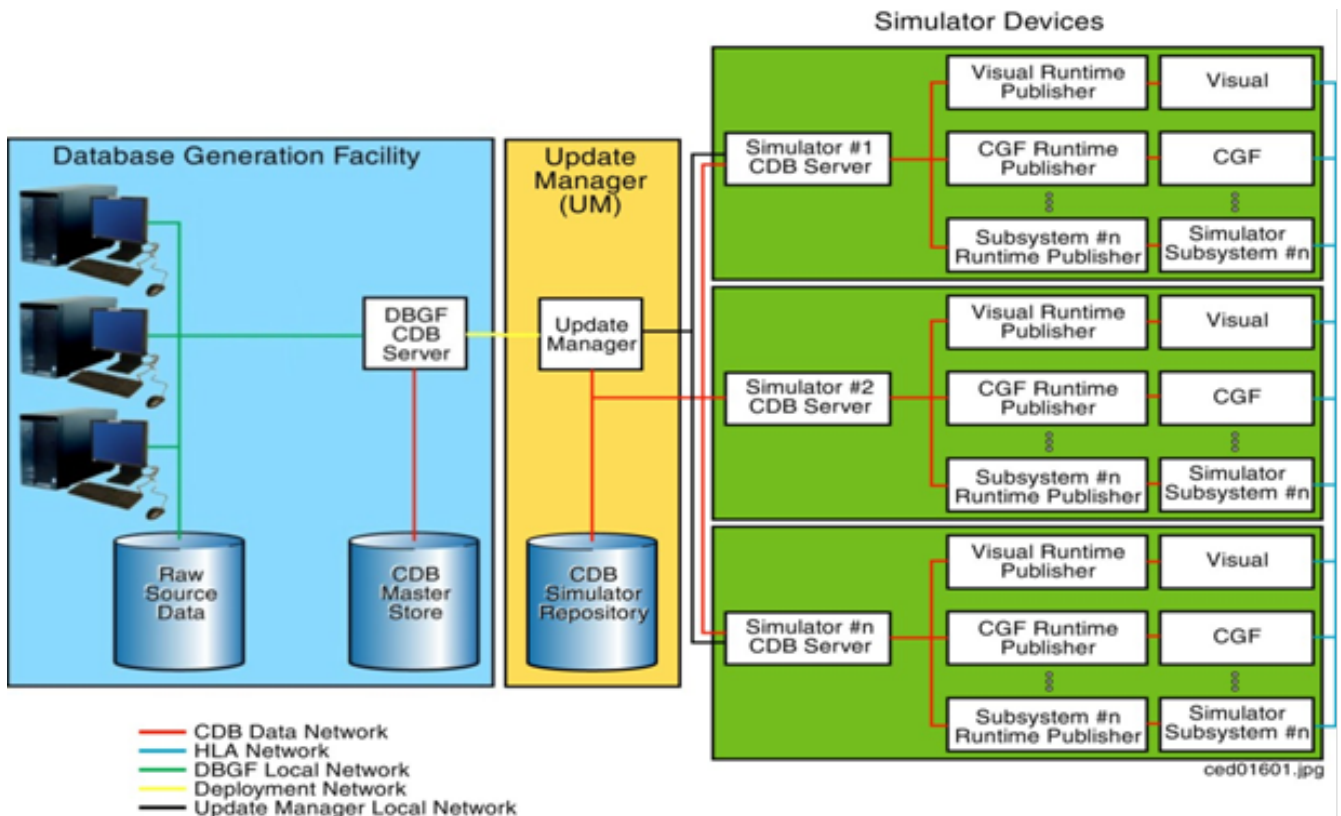 Simulator Devices
Database Generation Facility
Update
Manager
(UM)
DBGF
CDB
Server
Update
Manager
Raw
Source
Data
CDB
Master
Store
CDB
Simulator
Repository
Simulator #1
CDB Server
Visual Runtime
Publisher
Visual
CGF Runtime
Publisher
CGF
Subsystem #n
Runtime Publisher
Simulator
Subsystem #n
Simulator #2
CDB Server
Visual Runtime
Publisher
Visual
CGF Runtime
Publisher
CGF
Subsystem #n
Runtime Publisher
Simulator
Subsystem #n
Simulator #n
CDB Server
Visual Runtime
Publisher
Visual
CGF Runtime
Publisher
CGF
Subsystem #n
Runtime Publisher
Simulator
Subsystem #n
CDB Data Network
HLA Network
DBGF Local Network
Deployment Network
Update Manager Local Network
ced01601.jpg